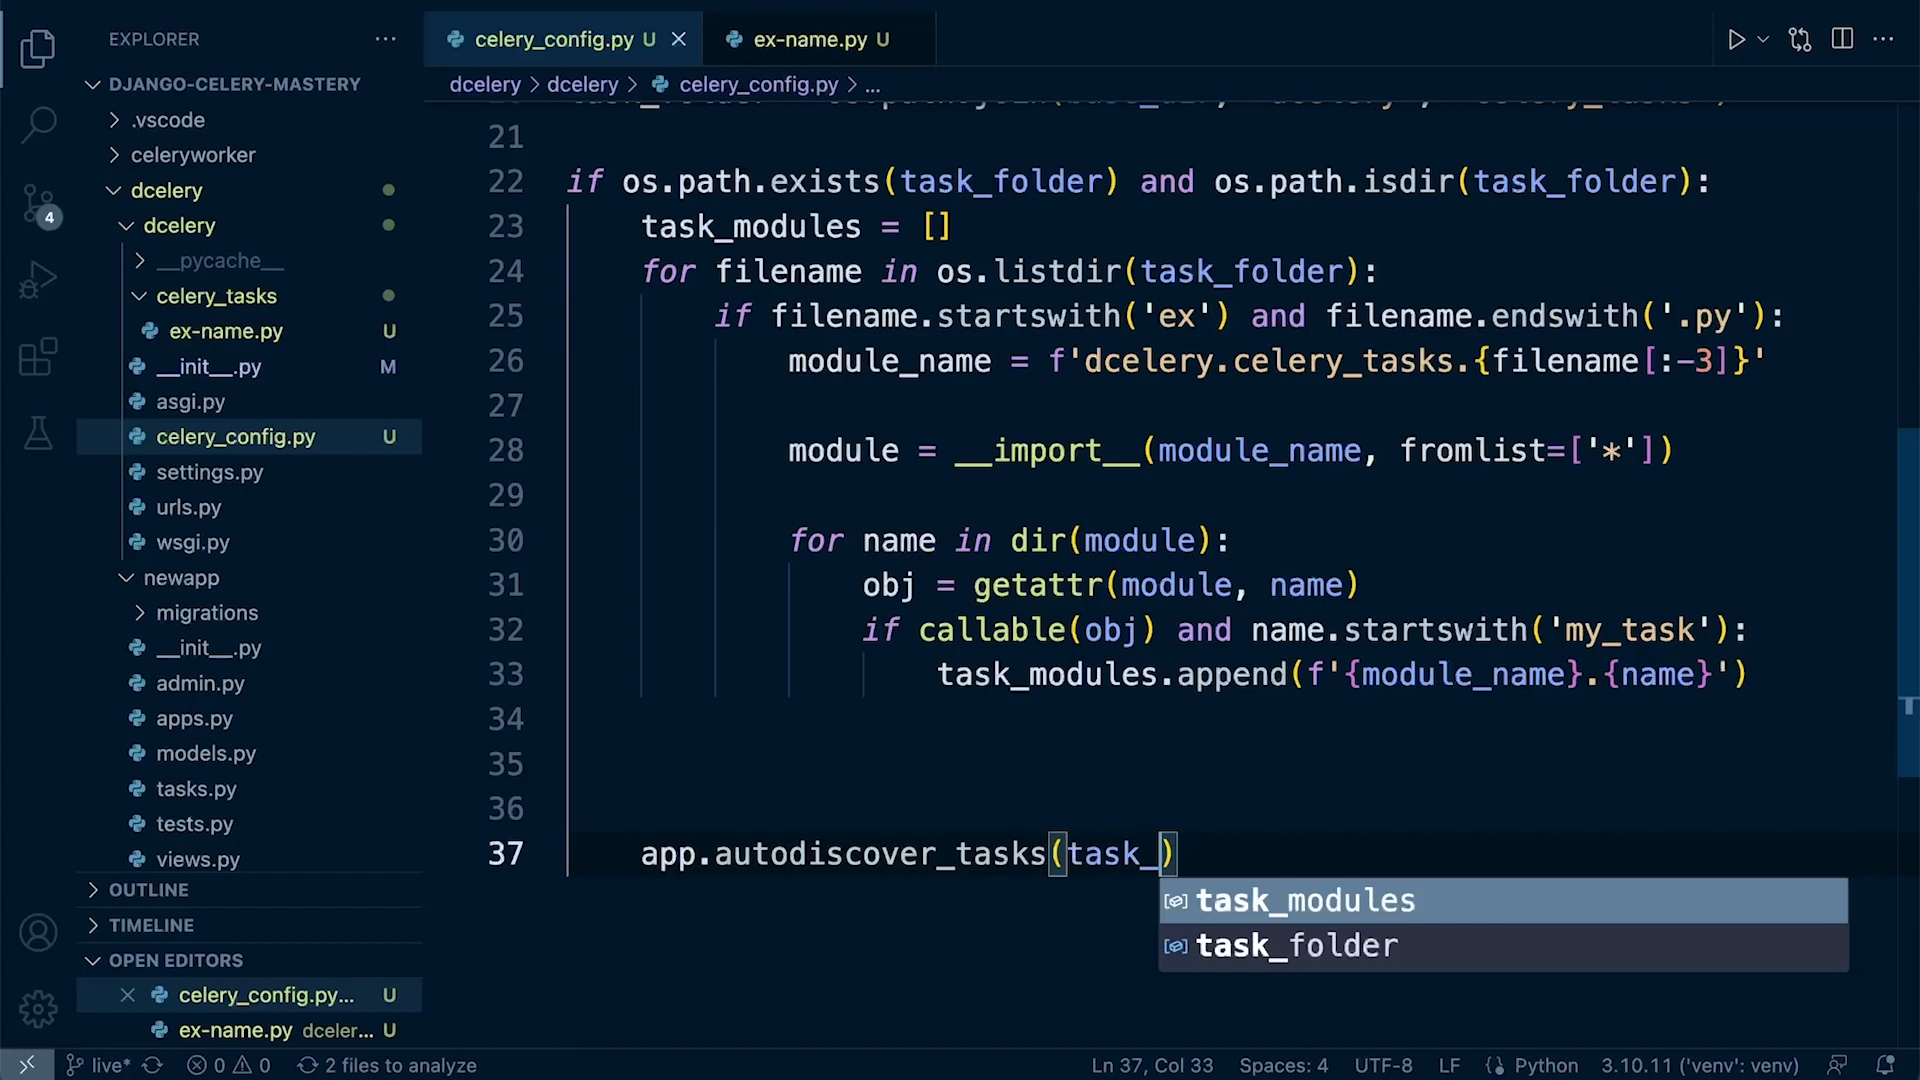 EXPLORER
celery_config.py U
ex-name.py U
DJANGO-CELERY-MASTERY
dcelery > dcelery > celery_config.py > ...
.vscode
celeryworker
dcelery
dcelery
__pycache__
celery_tasks
ex-name.py U
__init__.py M
asgi.py
celery_config.py U
settings.py
urls.py
wsgi.py
newapp
migrations
__init__.py
admin.py
apps.py
models.py
tasks.py
tests.py
views.py
OUTLINE
TIMELINE
OPEN EDITORS
celery_config.py... U
ex-name.py dceler... U
4
21
22 if os.path.exists(task_folder) and os.path.isdir(task_folder):
23 task_modules = []
24 for filename in os.listdir(task_folder):
25 if filename.startswith('ex') and filename.endswith('.py'):
26 module_name = f'dcelery.celery_tasks.{filename[:-3]}'
27
28 module = __import__(module_name, fromlist=['*'])
29
30 for name in dir(module):
31 obj = getattr(module, name)
32 if callable(obj) and name.startswith('my_task'):
33 task_modules.append(f'{module_name}.{name}')
34
35
36
37 app.autodiscover_tasks(task_)
task_modules
task_folder
live* 0 0 2 files to analyze Ln 37, Col 33 Spaces: 4 UTF-8 LF Python 3.10.11 ('venv': venv)